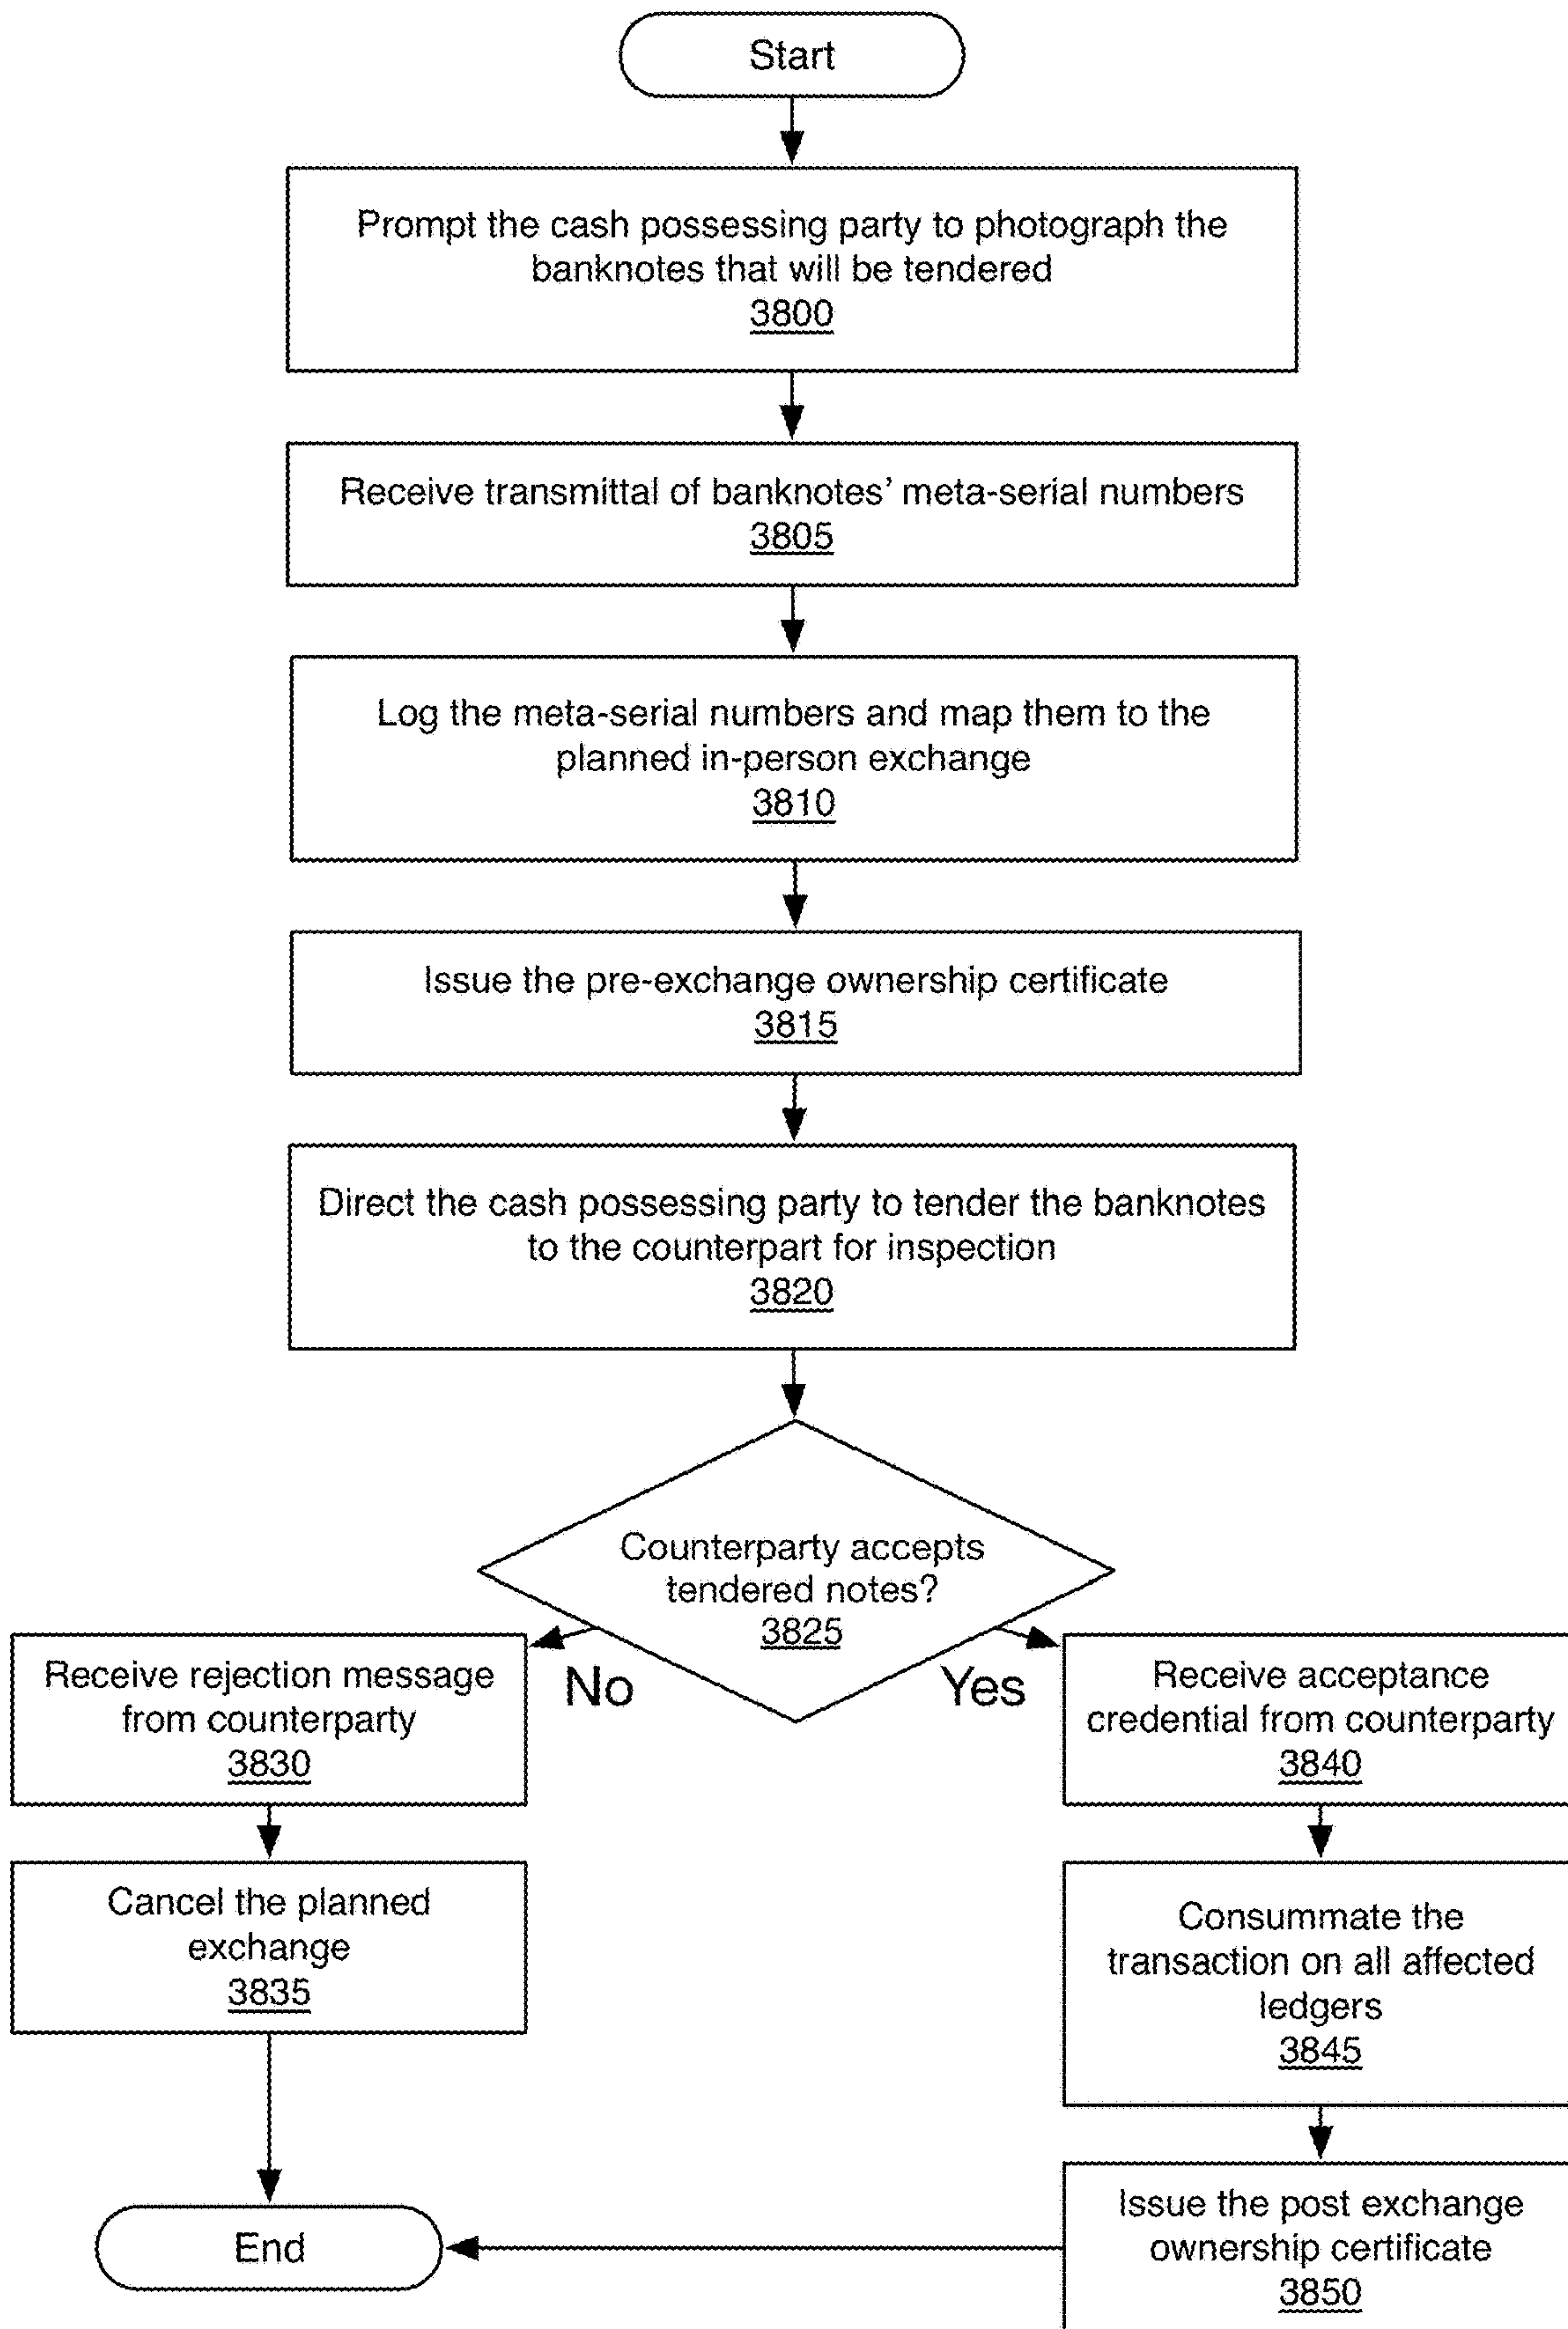 Start
Prompt the cash possessing party to photograph the
banknotes that will be tendered
3800
Receive transmittal of banknotes’ meta-serial numbers
3805
Log the meta-serial numbers and map them to the
planned in-person exchange
3810
Issue the pre-exchange ownership certificate
3815
Direct the cash possessing party to tender the banknotes
to the counterpart for inspection
3820
Counterparty accepts
tendered notes?
3825
No
Yes
Receive rejection message
from counterparty
3830
Cancel the planned
exchange
3835
Receive acceptance
credential from counterparty
3840
Consummate the
transaction on all affected
ledgers
3845
Issue the post exchange
ownership certificate
3850
End